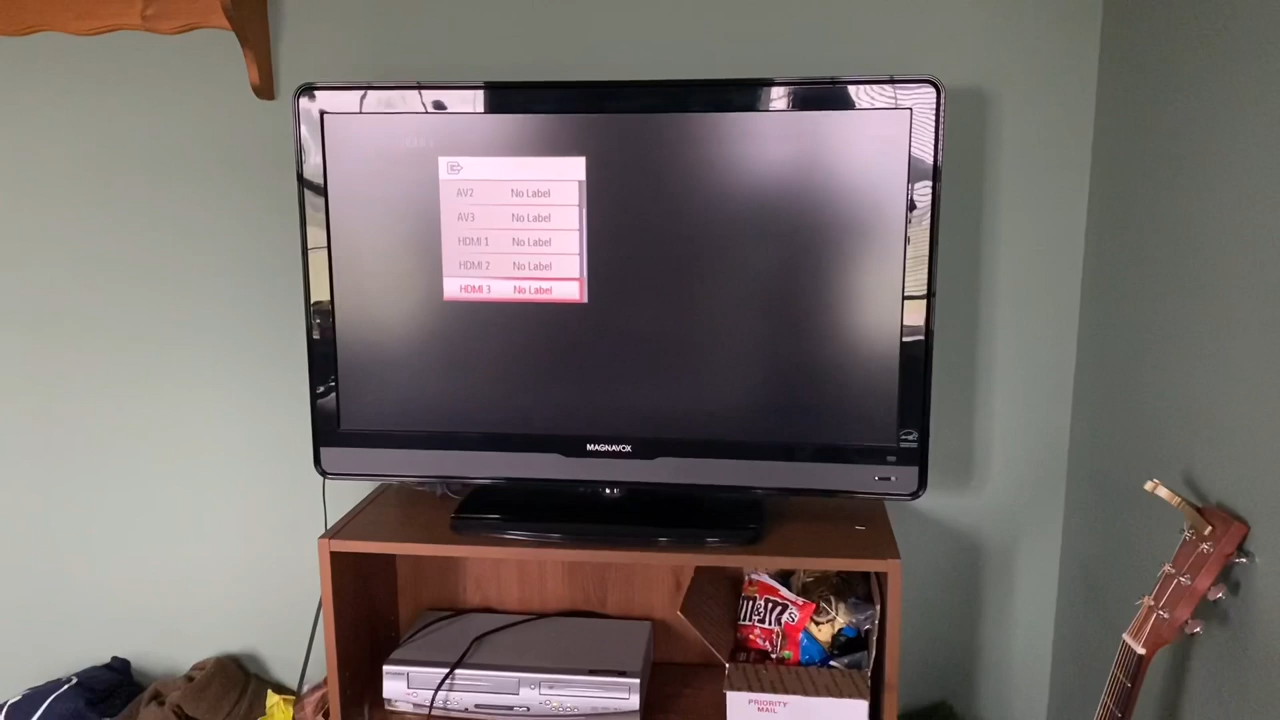 AV2 No Label
AV3 No Label
HDMI 1 No Label
HDMI 2 No Label
HDMI 3 No Label
MAGNAVOX
m&m's
PRIORITY
MAIL